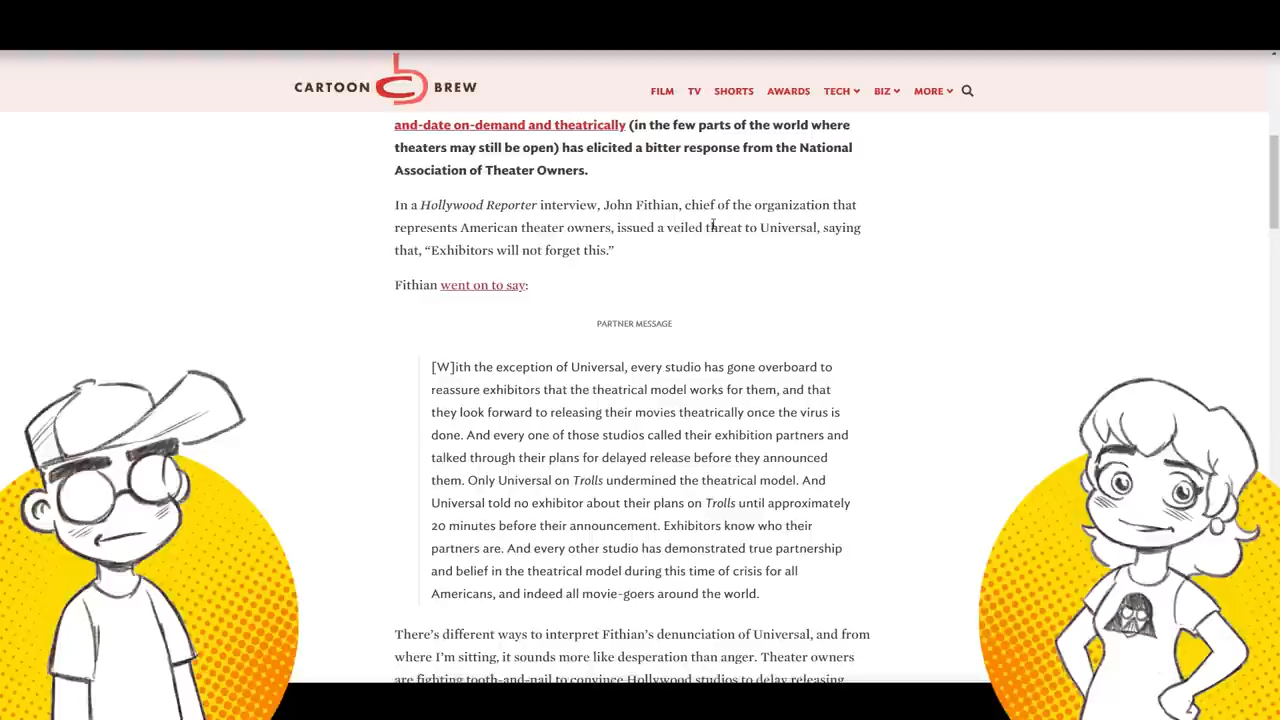 CARTOON BREW
FILM TV SHORTS AWARDS TECH BIZ MORE
and-date on-demand and theatrically (in the few parts of the world where
theaters may still be open) has elicited a bitter response from the National
Association of Theater Owners.
In a Hollywood Reporter interview, John Fithian, chief of the organization that
represents American theater owners, issued a veiled threat to Universal, saying
that, “Exhibitors will not forget this.”
Fithian went on to say:
PARTNER MESSAGE
[W]ith the exception of Universal, every studio has gone overboard to
reassure exhibitors that the theatrical model works for them, and that
they look forward to releasing their movies theatrically once the virus is
done. And every one of those studios called their exhibition partners and
talked through their plans for delayed release before they announced
them. Only Universal on Trolls undermined the theatrical model. And
Universal told no exhibitor about their plans on Trolls until approximately
20 minutes before their announcement. Exhibitors know who their
partners are. And every other studio has demonstrated true partnership
and belief in the theatrical model during this time of crisis for all
Americans, and indeed all movie-goers around the world.
There’s different ways to interpret Fithian’s denunciation of Universal, and from
where I’m sitting, it sounds more like desperation than anger. Theater owners
are fighting tooth-and-nail to convince Hollywood studios to delay releasing